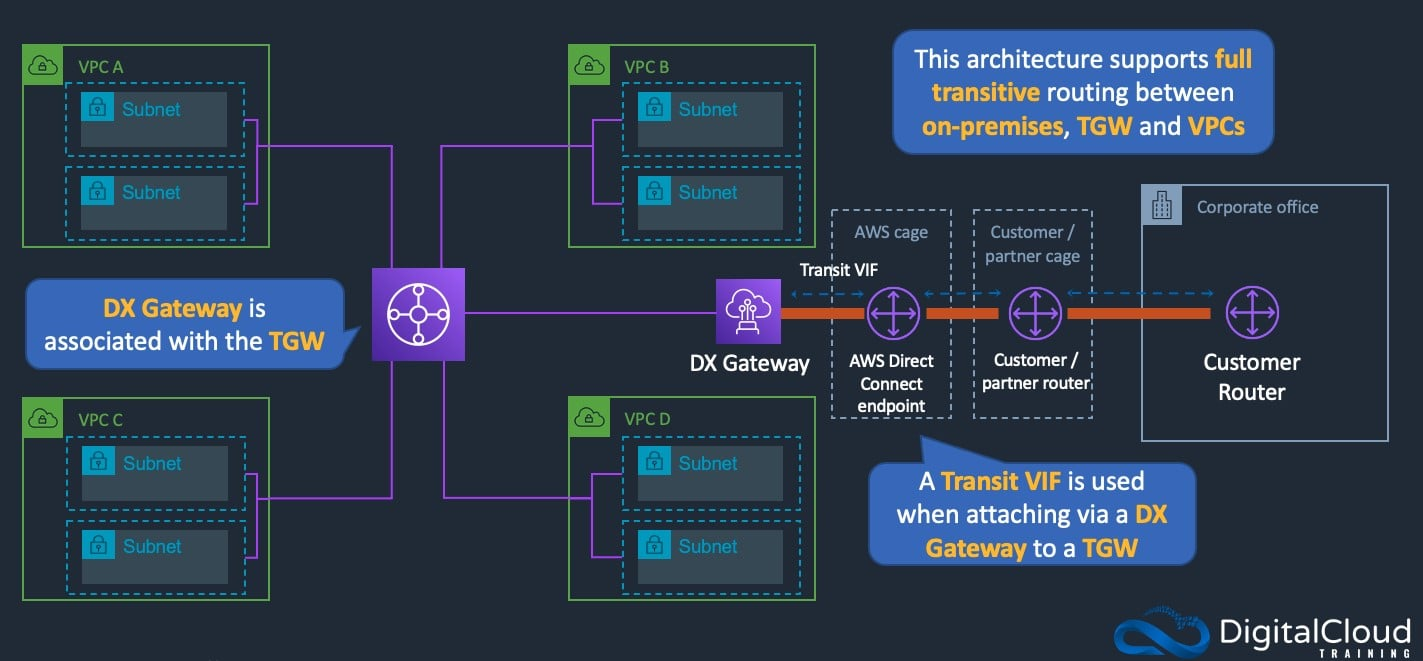 VPC A
Subnet
Subnet
VPC B
Subnet
Subnet
This architecture supports full
transitive routing between
on-premises, TGW and VPCs
Corporate office
AWS cage
Customer /
partner cage
Transit VIF
DX Gateway is
associated with the TGW
DX Gateway
AWS Direct
Connect
endpoint
Customer /
partner router
Customer
Router
VPC C
Subnet
Subnet
VPC D
Subnet
Subnet
A Transit VIF is used
when attaching via a DX
Gateway to a TGW
DigitalCloud
TRAINING